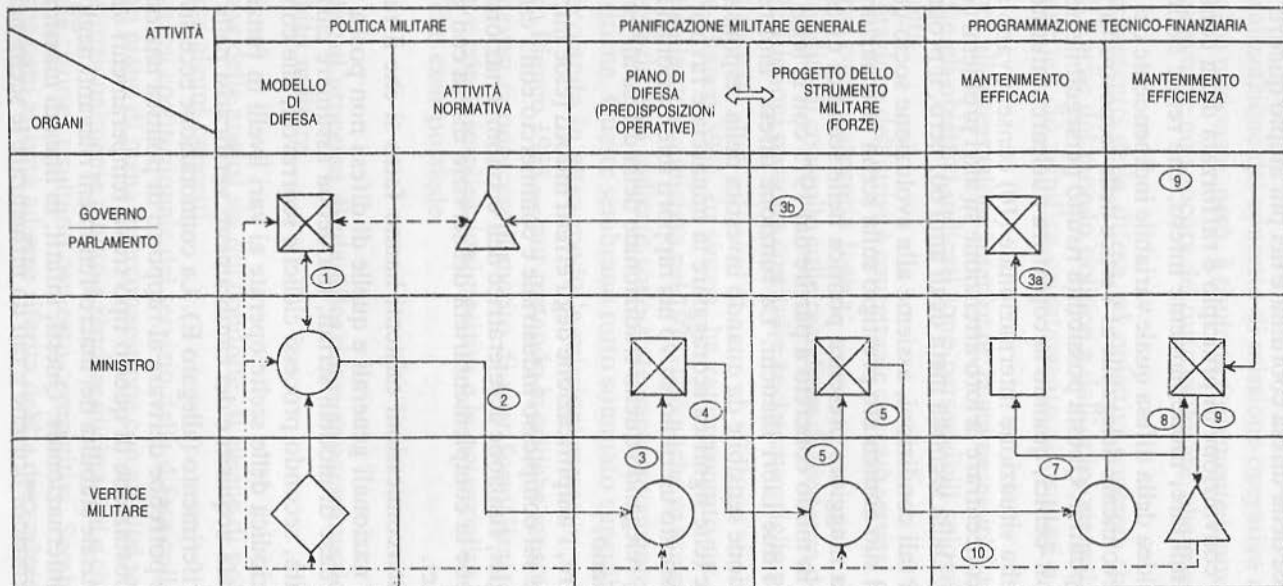 ATTIVITÀ
ORGANI
POLITICA MILITARE
PIANIFICAZIONE MILITARE GENERALE
PROGRAMMAZIONE TECNICO-FINANZIARIA
MODELLO
DI
DIFESA
ATTIVITÀ
NORMATIVA
PIANO DI
DIFESA
(PREDISPOSIZIONI
OPERATIVE)
PROGETTO DELLO
STRUMENTO
MILITARE
(FORZE)
MANTENIMENTO
EFFICACIA
MANTENIMENTO
EFFICIENZA
GOVERNO
PARLAMENTO
1
3b
3a
9
MINISTRO
2
4
5
8
9
VERTICE
MILITARE
3
5
7
10